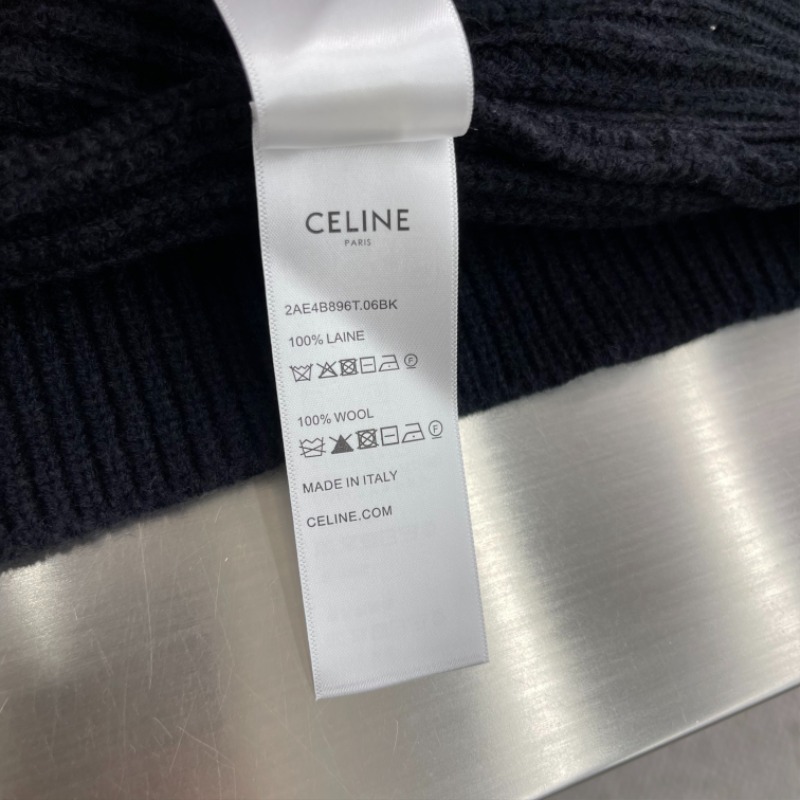 CELINE
PARIS
2AE4B896T.06BK
100% LAINE
100% WOOL
MADE IN ITALY
CELINE.COM